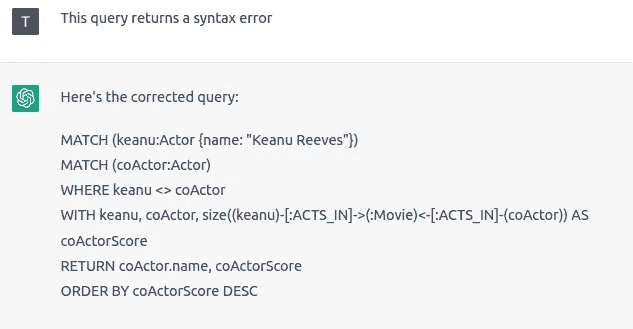 T
This query returns a syntax error
Here's the corrected query:
MATCH (keanu:Actor {name: "Keanu Reeves"})
MATCH (coActor:Actor)
WHERE keanu <> coActor
WITH keanu, coActor, size((keanu)-[:ACTS_IN]->(:Movie)<-[:ACTS_IN]-(coActor)) AS
coActorScore
RETURN coActor.name, coActorScore
ORDER BY coActorScore DESC